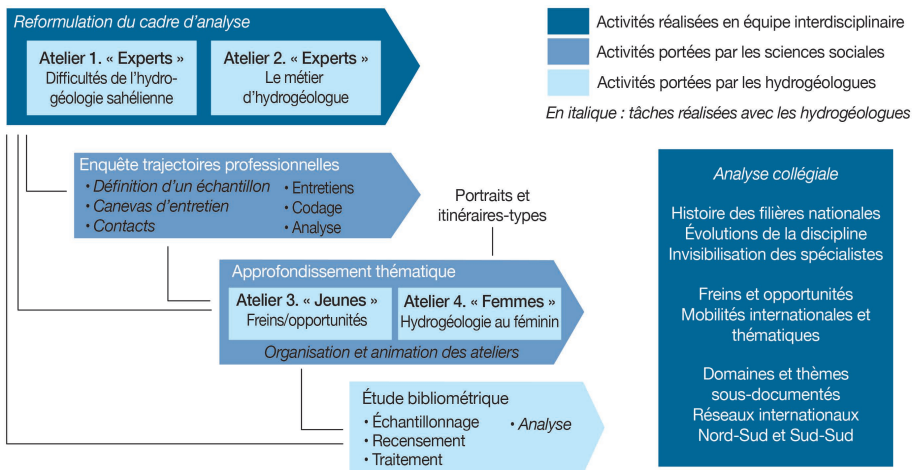 Reformulation du cadre d’analyse
Atelier 1. « Experts »
Difficultés de l’hydro-
géologie sahélienne
Atelier 2. « Experts »
Le métier
d’hydrogéologue
Activités réalisées en équipe interdisciplinaire
Activités portées par les sciences sociales
Activités portées par les hydrogéologues
En italique : tâches réalisées avec les hydrogéologues
Enquête trajectoires professionnelles
• Définition d’un échantillon
• Canevas d’entretien
• Contacts
• Entretiens
• Codage
• Analyse
Portraits et
itinéraires-types
Approfondissement thématique
Atelier 3. « Jeunes »
Freins/opportunités
Atelier 4. « Femmes »
Hydrogéologie au féminin
Organisation et animation des ateliers
Étude bibliométrique
• Échantillonnage
• Recensement
• Traitement
• Analyse
Analyse collégiale
Histoire des filières nationales
Évolutions de la discipline
Invisibilisation des spécialistes
Freins et opportunités
Mobilités internationales et
thématiques
Domaines et thèmes
sous-documentés
Réseaux internationaux
Nord-Sud et Sud-Sud